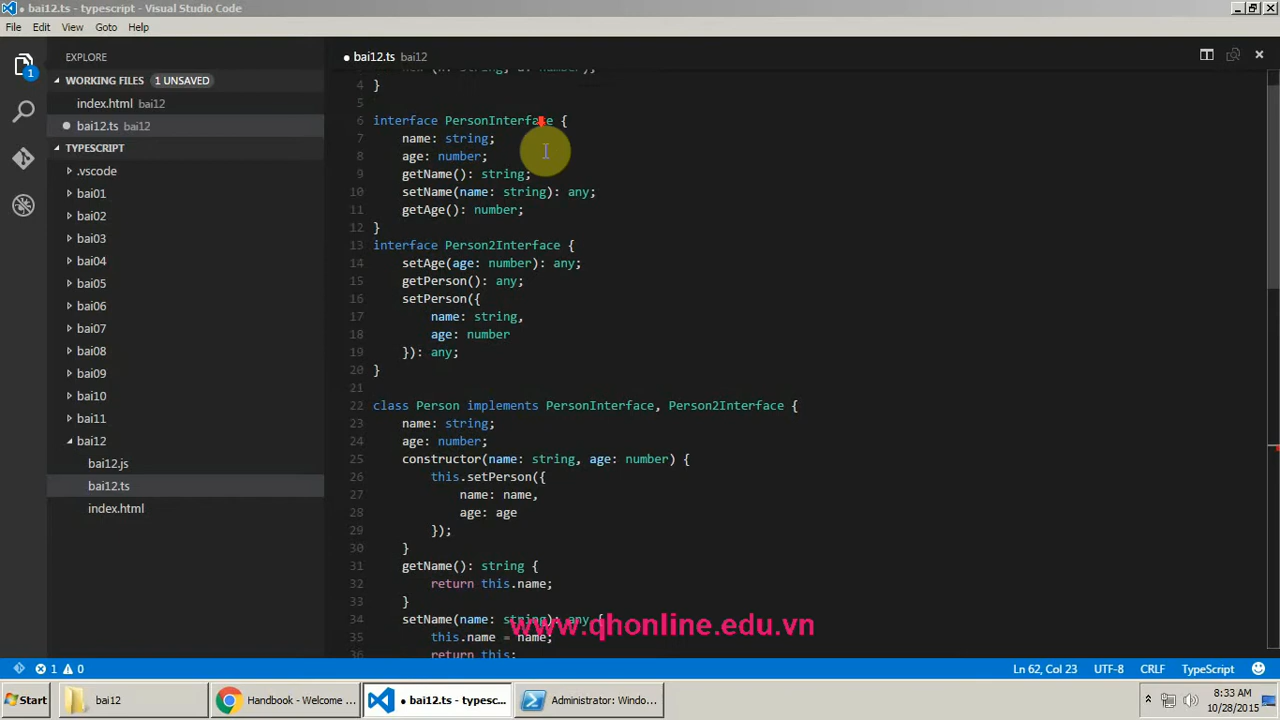 bai12.ts - typescript - Visual Studio Code
File Edit View Goto Help
EXPLORE
WORKING FILES 1 UNSAVED
index.html bai12
bai12.ts bai12
TYPESCRIPT
.vscode
bai01
bai02
bai03
bai04
bai05
bai06
bai07
bai08
bai09
bai10
bai11
bai12
bai12.js
bai12.ts
index.html
1
bai12.ts bai12
4 }
5
6 interface PersonInterface {
7 name: string;
8 age: number;
9 getName(): string;
10 setName(name: string): any;
11 getAge(): number;
12 }
13 interface Person2Interface {
14 setAge(age: number): any;
15 getPerson(): any;
16 setPerson({
17 name: string,
18 age: number
19 }): any;
20 }
21
22 class Person implements PersonInterface, Person2Interface {
23 name: string;
24 age: number;
25 constructor(name: string, age: number) {
26 this.setPerson({
27 name: name,
28 age: age
29 });
30 }
31 getName(): string {
32 return this.name;
33 }
34 setName(name: string): any {
35 this.name = name;
36 return this;
www.qhonline.edu.vn
1 0 Ln 62, Col 23 UTF-8 CRLF TypeScript
Start bai12 Handbook - Welcome ... bai12.ts - typesc... Administrator: Windo... 8:33 AM
10/28/2015